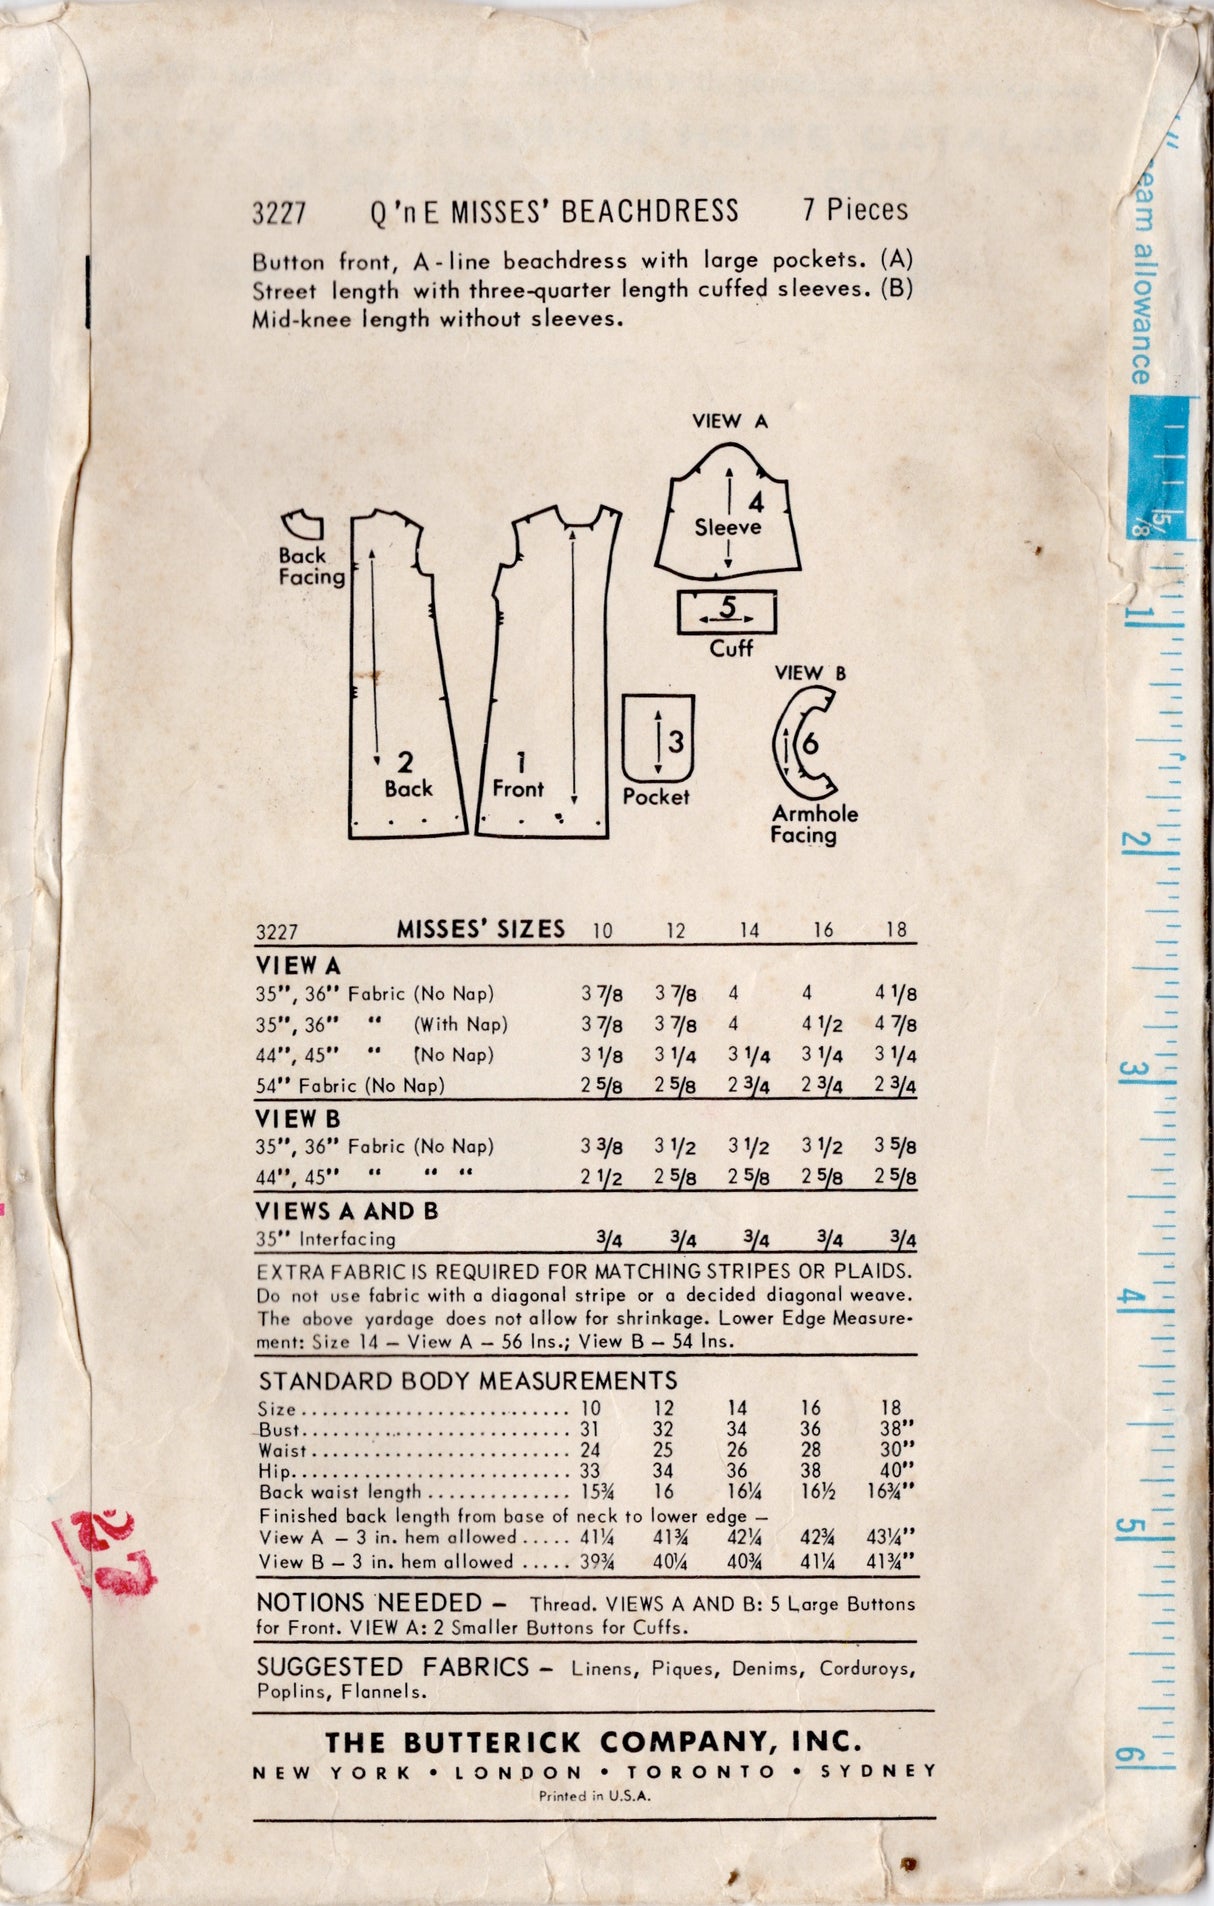 3227 Q'nE MISSES' BEACHDRESS 7 Pieces
Button front, A-line beachdress with large pockets. (A)
Street length with three-quarter length cuffed sleeves. (B)
Mid-knee length without sleeves.
VIEW A
4
Sleeve
Back
Facing
5
Cuff
VIEW B
2
Back
1
Front
3
Pocket
6
Armhole
Facing
3227 MISSES' SIZES 10 12 14 16 18
VIEW A
35", 36" Fabric (No Nap) 3 7/8 3 7/8 4 4 4 1/8
35", 36" " (With Nap) 3 7/8 3 7/8 4 4 1/2 4 7/8
44", 45" " (No Nap) 3 1/8 3 1/4 3 1/4 3 1/4 3 1/4
54" Fabric (No Nap) 2 5/8 2 5/8 2 3/4 2 3/4 2 3/4
VIEW B
35", 36" Fabric (No Nap) 3 3/8 3 1/2 3 1/2 3 1/2 3 5/8
44", 45" " " " 2 1/2 2 5/8 2 5/8 2 5/8 2 5/8
VIEWS A AND B
35" Interfacing 3/4 3/4 3/4 3/4 3/4
EXTRA FABRIC IS REQUIRED FOR MATCHING STRIPES OR PLAIDS.
Do not use fabric with a diagonal stripe or a decided diagonal weave.
The above yardage does not allow for shrinkage. Lower Edge Measure-
ment: Size 14 – View A – 56 Ins.; View B – 54 Ins.
STANDARD BODY MEASUREMENTS
Size........................... 10 12 14 16 18
Bust........................... 31 32 34 36 38"
Waist.......................... 24 25 26 28 30"
Hip............................ 33 34 36 38 40"
Back waist length .............. 15¾ 16 16¼ 16½ 16¾"
Finished back length from base of neck to lower edge –
View A – 3 in. hem allowed ..... 41¼ 41¾ 42¼ 42¾ 43¼"
View B – 3 in. hem allowed ..... 39¾ 40¼ 40¾ 41¼ 41¾"
NOTIONS NEEDED – Thread. VIEWS A AND B: 5 Large Buttons
for Front. VIEW A: 2 Smaller Buttons for Cuffs.
SUGGESTED FABRICS – Linens, Piques, Denims, Corduroys,
Poplins, Flannels.
THE BUTTERICK COMPANY, INC.
NEW YORK • LONDON • TORONTO • SYDNEY
Printed in U.S.A.
eam allowance
5/8
1
2
3
4
5
6